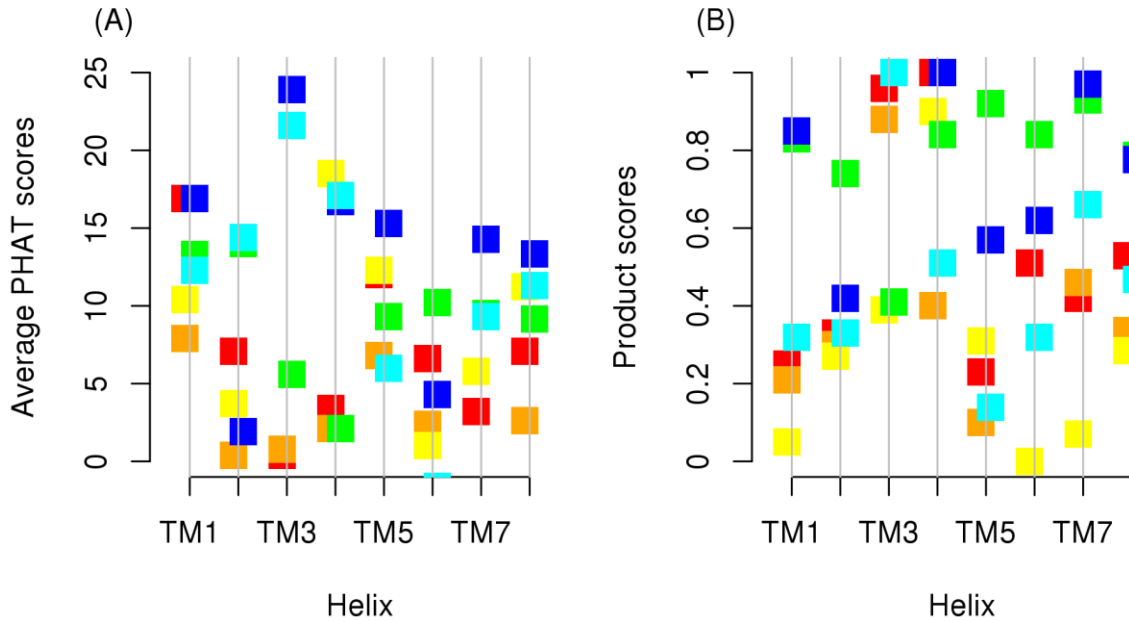 (A)
Average PHAT scores
25
20
15
10
5
0
TM1 TM3 TM5 TM7
Helix
(B)
Product scores
1
0.8
0.6
0.4
0.2
0
TM1 TM3 TM5 TM7
Helix